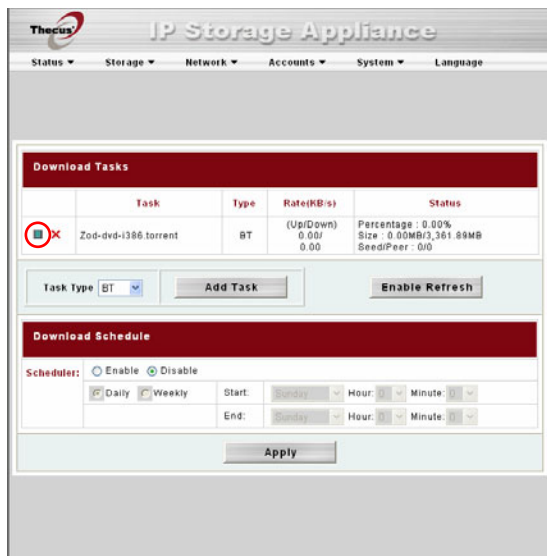 Thecus IP Storage Appliance
Status Storage Network Accounts System Language
Download Tasks
Task Type Rate(KB/s) Status
Zod-dvd-i386.torrent BT (Up/Down) 0.00/ 0.00 Percentage : 0.00% Size : 0.00MB/3,361.89MB Seed/Peer : 0/0
Task Type BT Add Task Enable Refresh
Download Schedule
Scheduler: Enable Disable
Daily Weekly Start: Sunday Hour: 0 Minute: 0
End: Sunday Hour: 0 Minute: 0
Apply